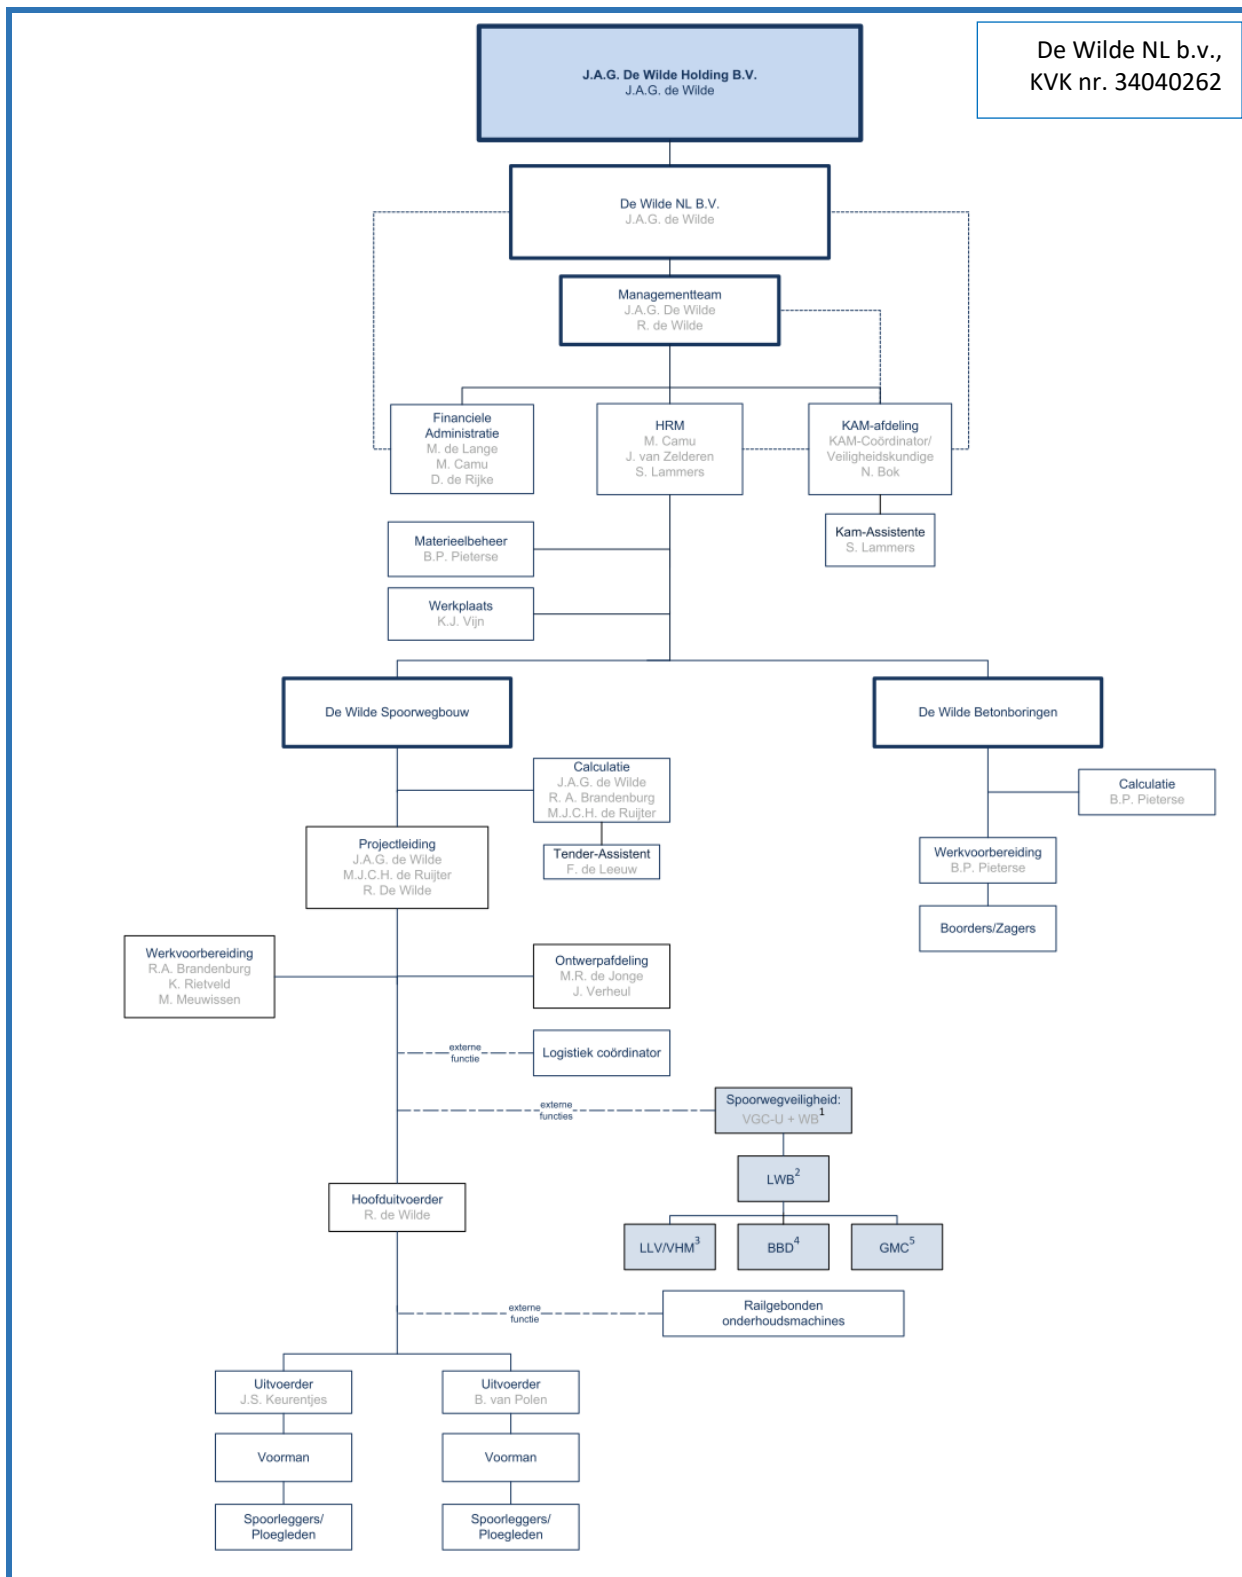 De Wilde NL b.v.,
KVK nr. 34040262
J.A.G. De Wilde Holding B.V.
J.A.G. de Wilde
De Wilde NL B.V.
J.A.G. de Wilde
Managementteam
J.A.G. De Wilde
R. de Wilde
Financiele
Administratie
M. de Lange
M. Camu
D. de Rijke
HRM
M. Camu
J. van Zelderen
S. Lammers
KAM-afdeling
KAM-Coördinator/
Veiligheidskundige
N. Bok
Kam-Assistente
S. Lammers
Materieelbeheer
B.P. Pieterse
Werkplaats
K.J. Vijn
De Wilde Spoorwegbouw
De Wilde Betonboringen
Calculatie
J.A.G. de Wilde
R. A. Brandenburg
M.J.C.H. de Ruijter
Tender-Assistent
F. de Leeuw
Calculatie
B.P. Pieterse
Projectleiding
J.A.G. de Wilde
M.J.C.H. de Ruijter
R. De Wilde
Werkvoorbereiding
B.P. Pieterse
Boorders/Zagers
Werkvoorbereiding
R.A. Brandenburg
K. Rietveld
M. Meuwissen
Ontwerpafdeling
M.R. de Jonge
J. Verheul
externe
functie
Logistiek coördinator
externe
functies
Spoorwegveiligheid:
VGC-U + WB1
LWB2
LLV/VHM3
BBD4
GMC5
Hoofduitvoerder
R. de Wilde
externe
functie
Railgebonden
onderhoudsmachines
Uitvoerder
J.S. Keurentjes
Uitvoerder
B. van Polen
Voorman
Voorman
Spoorleggers/
Ploegleden
Spoorleggers/
Ploegleden